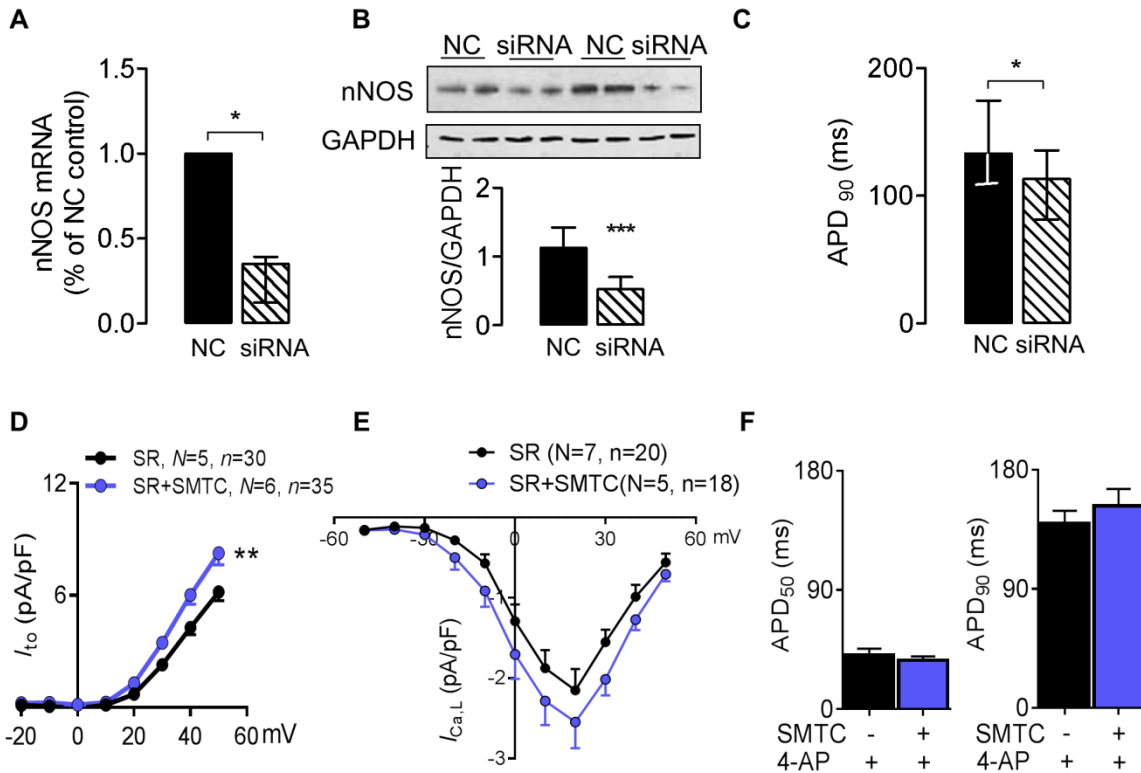 A
nNOS mRNA
(% of NC control)
1.5
1.0
0.5
0.0
*
NC siRNA
B
NC siRNA NC siRNA
nNOS
GAPDH
nNOS/GAPDH
2
1
0
***
NC siRNA
C
APD 90 (ms)
200
100
0
*
NC siRNA
D
SR, N=5, n=30
SR+SMTC, N=6, n=35
Ito (pA/pF)
12
6
**
-20 0 20 40 60 mV
E
SR (N=7, n=20)
SR+SMTC(N=5, n=18)
-60 -30 0 30 60 mV
-1
-2
-3
ICa,L (pA/pF)
F
APD50 (ms)
180
90
0
SMTC - +
4-AP + +
APD90 (ms)
180
90
0
SMTC - +
4-AP + +